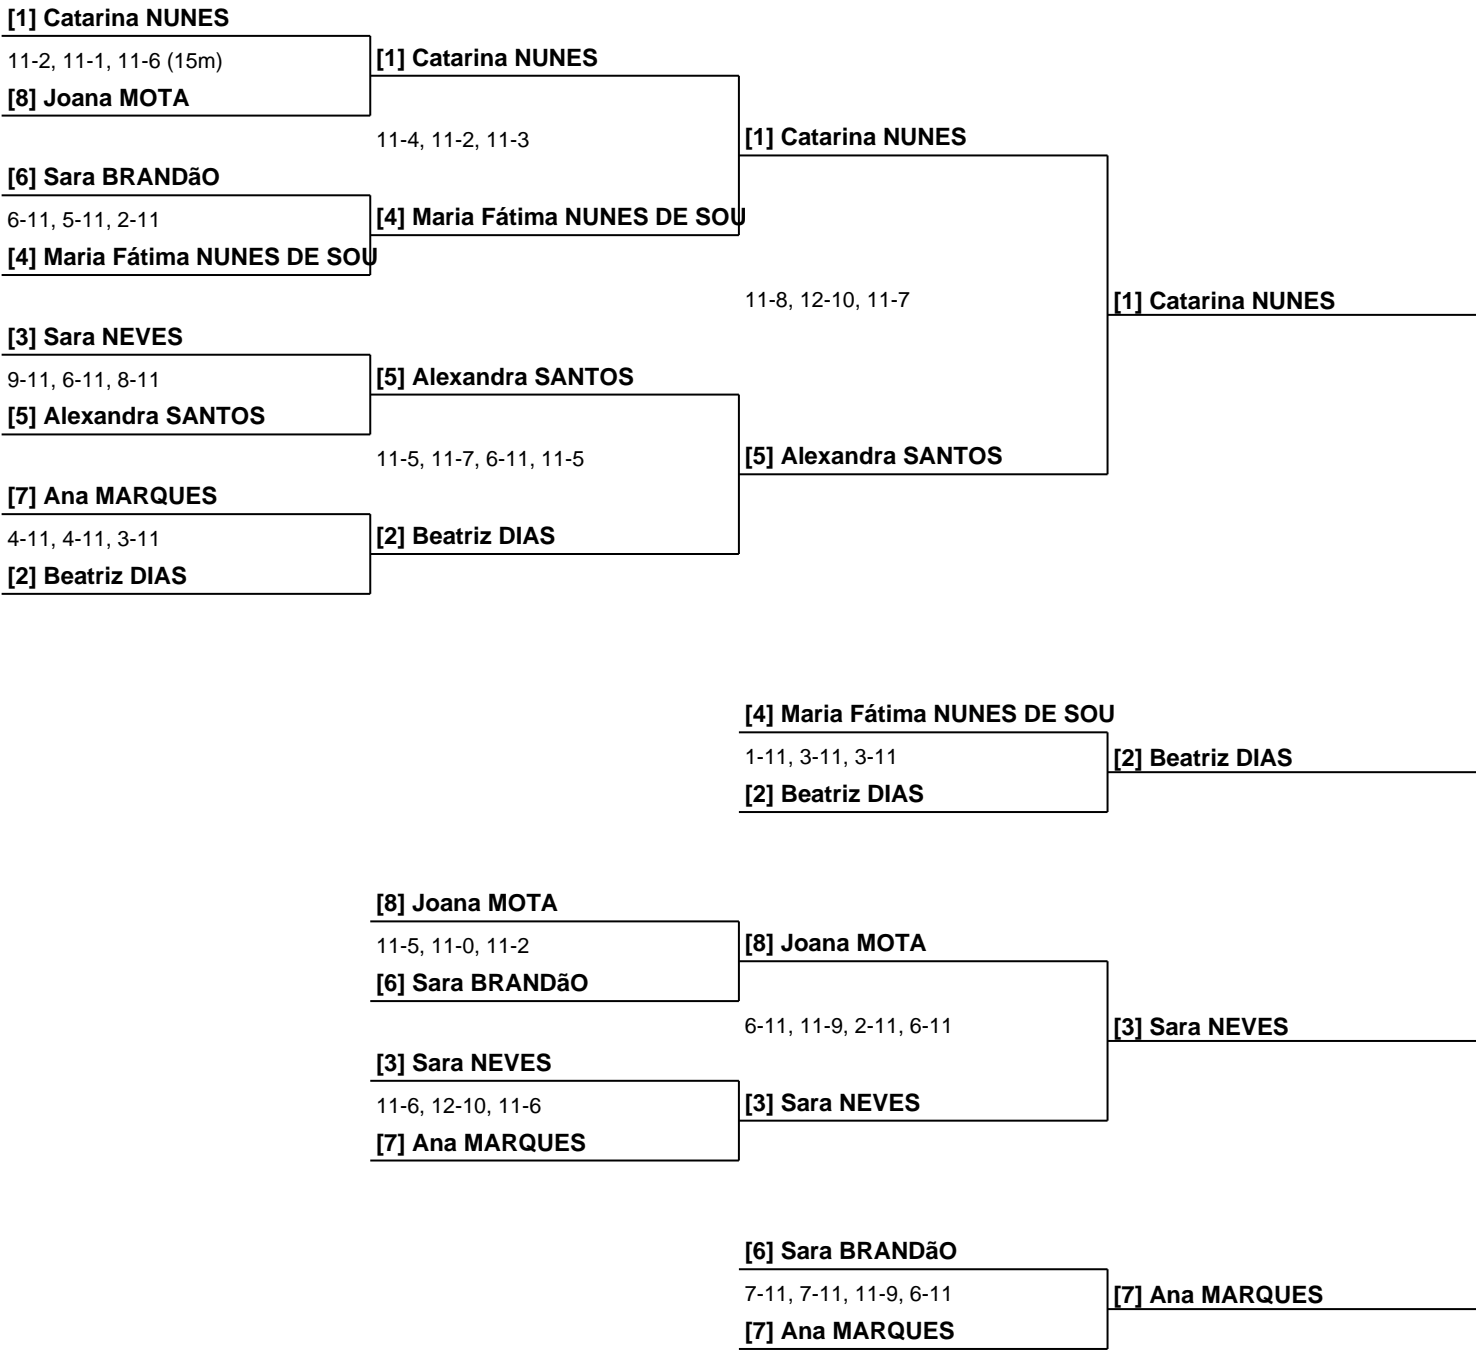 [1] Catarina NUNES
11-2, 11-1, 11-6 (15m)
[8] Joana MOTA
[1] Catarina NUNES
11-4, 11-2, 11-3
[1] Catarina NUNES
[6] Sara BRANDãO
6-11, 5-11, 2-11
[4] Maria Fátima NUNES DE SOU
[4] Maria Fátima NUNES DE SOU
11-8, 12-10, 11-7
[1] Catarina NUNES
[3] Sara NEVES
9-11, 6-11, 8-11
[5] Alexandra SANTOS
[5] Alexandra SANTOS
11-5, 11-7, 6-11, 11-5
[5] Alexandra SANTOS
[7] Ana MARQUES
4-11, 4-11, 3-11
[2] Beatriz DIAS
[2] Beatriz DIAS
[4] Maria Fátima NUNES DE SOU
1-11, 3-11, 3-11
[2] Beatriz DIAS
[2] Beatriz DIAS
[8] Joana MOTA
11-5, 11-0, 11-2
[6] Sara BRANDãO
[8] Joana MOTA
6-11, 11-9, 2-11, 6-11
[3] Sara NEVES
[3] Sara NEVES
11-6, 12-10, 11-6
[7] Ana MARQUES
[3] Sara NEVES
[6] Sara BRANDãO
7-11, 7-11, 11-9, 6-11
[7] Ana MARQUES
[7] Ana MARQUES